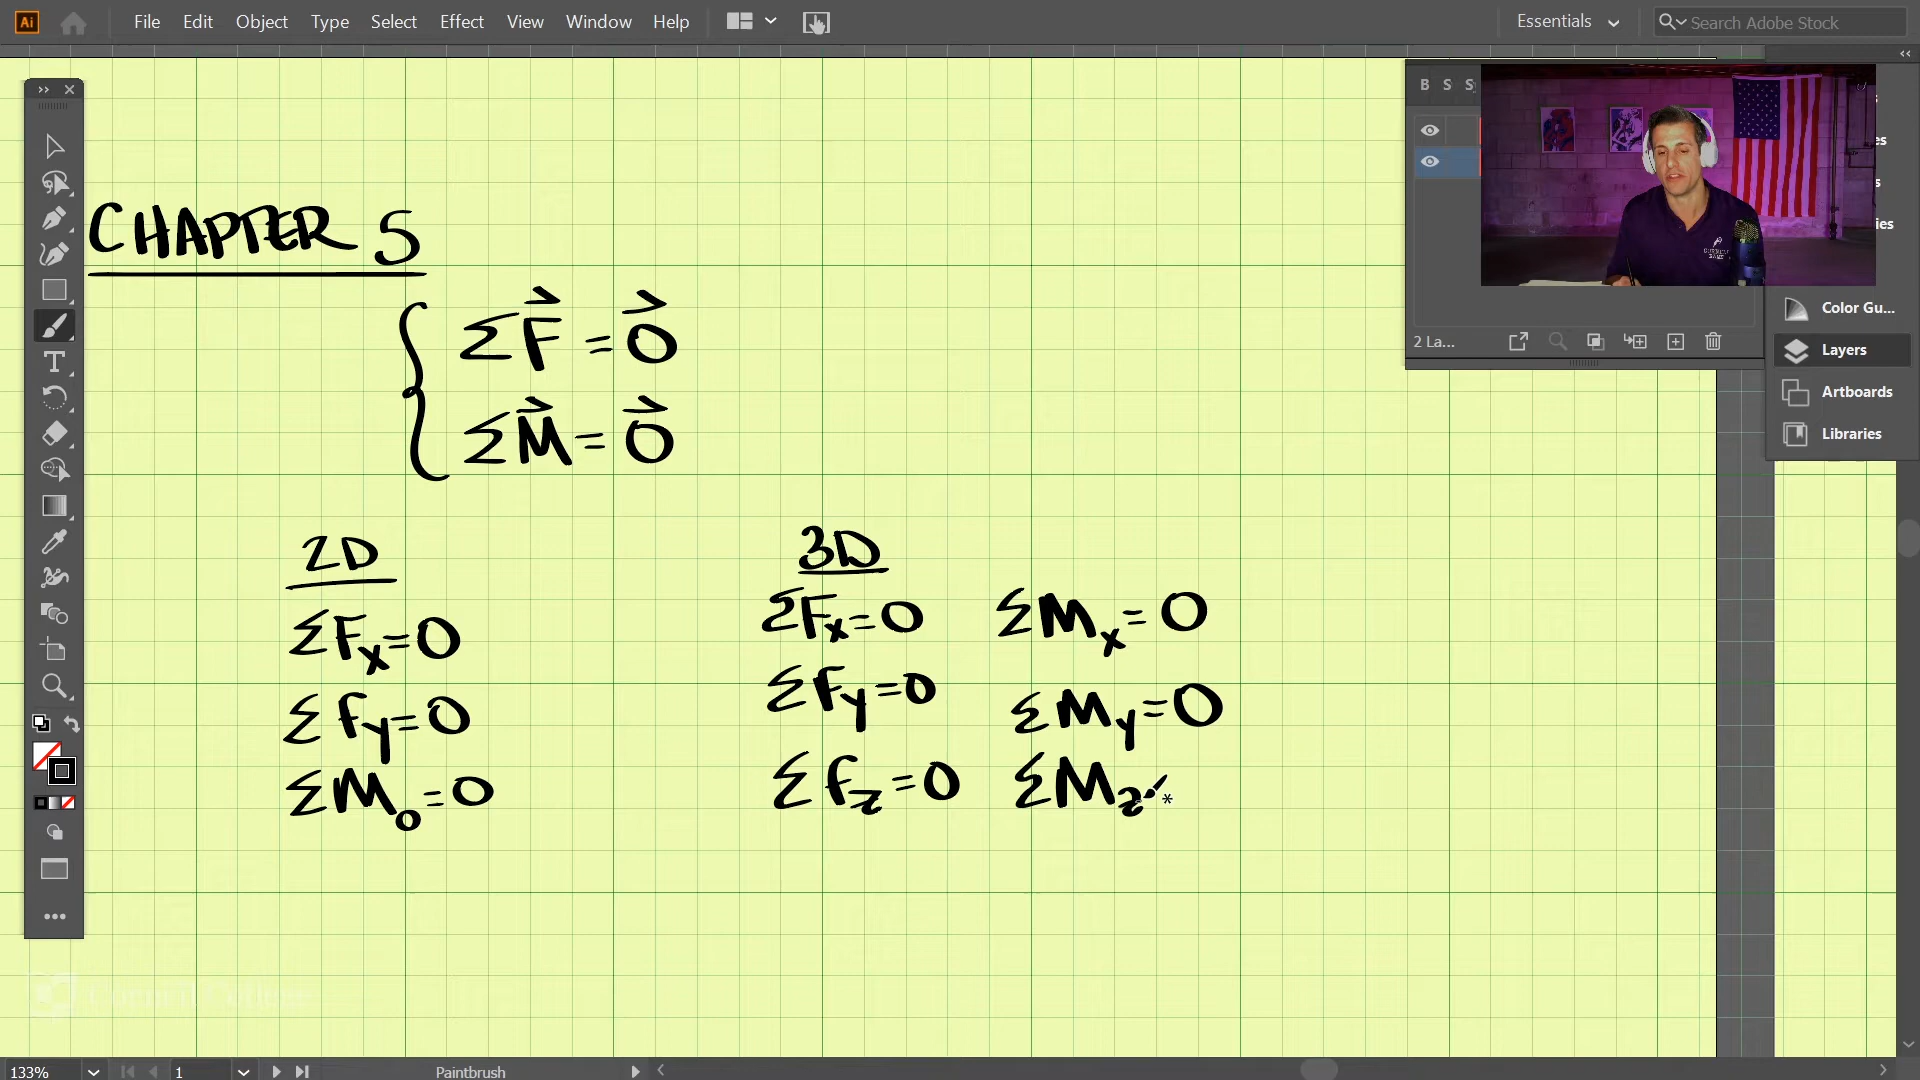 Ai File Edit Object Type Select Effect View Window Help Essentials Search Adobe Stock
B S
CHAPTER 5
ΣF⃗ = 0⃗
ΣM⃗ = 0⃗
2D
ΣFx=0
Σfy=0
ΣMo=0
3D
ΣFx=0 ΣMx=0
ΣFy=0 ΣMy=0
Σfz=0 ΣMz
2 La...
Color Gu...
Layers
Artboards
Libraries
133% 1 Paintbrush